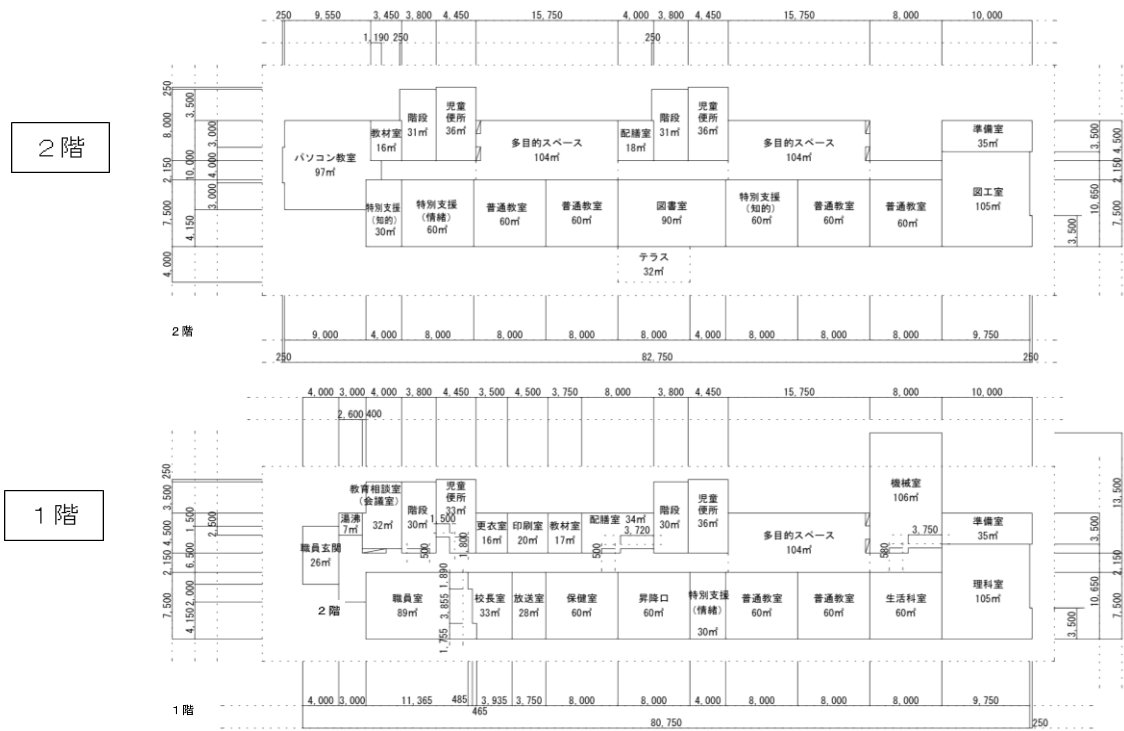 250 9,550 3,450 3,800 4,450 15,750 4,000 3,800 4,450 15,750 8,000 10,000
1,190 250 250
２階
250
8,000
2,150
7,500
4,000
3,500
10,000
4,150
3,000
4,000
3,000
パソコン教室
97㎡
教材室
16㎡
階段
31㎡
児童
便所
36㎡
多目的スペース
104㎡
配膳室
18㎡
階段
31㎡
児童
便所
36㎡
多目的スペース
104㎡
準備室
35㎡
特別支援
(知的)
30㎡
特別支援
(情緒)
60㎡
普通教室
60㎡
普通教室
60㎡
図書室
90㎡
特別支援
(知的)
60㎡
普通教室
60㎡
普通教室
60㎡
図工室
105㎡
テラス
32㎡
3,500
3,500
10,650
4,500
2,150
7,500
２階
9,000 4,000 8,000 8,000 8,000 8,000 4,000 8,000 8,000 8,000 9,750
250 82,750 250
4,000 3,000 4,000 3,800 4,450 3,500 4,500 3,750 8,000 3,800 4,450 15,750 8,000 10,000
2,600 400
１階
250
3,500
4,500
2,150
7,500
1,500
6,500
2,000
4,150
2,500
職員玄関
26㎡
湯沸
7㎡
教育相談室
(会議室)
32㎡
階段
30㎡
児童
便所
33㎡
1,500
500
1,800
更衣室
16㎡
印刷室
20㎡
教材室
17㎡
配膳室 34㎡
3,720
500
階段
30㎡
児童
便所
36㎡
多目的スペース
104㎡
機械室
106㎡
3,750
580
準備室
35㎡
２階
職員室
89㎡
1,890
3,855
1,755
校長室
33㎡
放送室
28㎡
保健室
60㎡
昇降口
60㎡
特別支援
(情緒)
30㎡
普通教室
60㎡
普通教室
60㎡
生活科室
60㎡
理科室
105㎡
3,500
3,500
10,650
13,500
2,150
7,500
１階
4,000 3,000 11,365 485 3,935 3,750 8,000 8,000 4,000 8,000 8,000 8,000 9,750
465
80,750 250